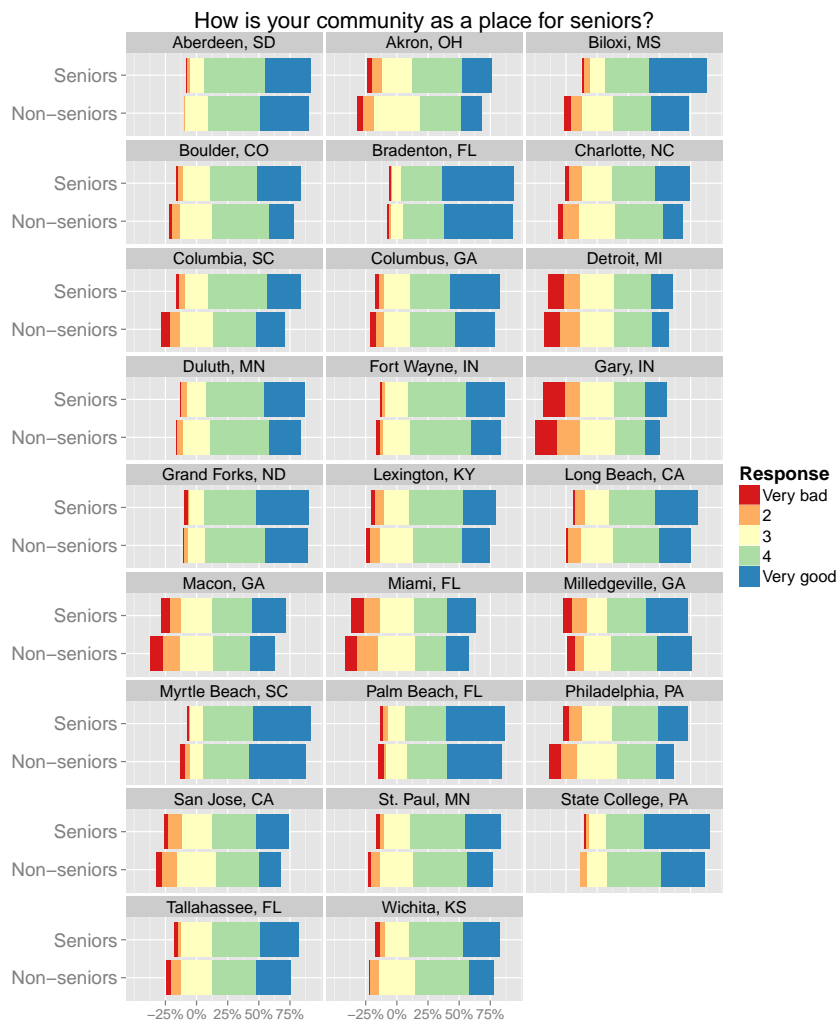 How is your community as a place for seniors?
Aberdeen, SD Akron, OH Biloxi, MS
Seniors
Non−seniors
Boulder, CO Bradenton, FL Charlotte, NC
Seniors
Non−seniors
Columbia, SC Columbus, GA Detroit, MI
Seniors
Non−seniors
Duluth, MN Fort Wayne, IN Gary, IN
Seniors
Non−seniors
Grand Forks, ND Lexington, KY Long Beach, CA
Seniors
Non−seniors
Macon, GA Miami, FL Milledgeville, GA
Seniors
Non−seniors
Myrtle Beach, SC Palm Beach, FL Philadelphia, PA
Seniors
Non−seniors
San Jose, CA St. Paul, MN State College, PA
Seniors
Non−seniors
Tallahassee, FL Wichita, KS
Seniors
Non−seniors
−25% 0% 25% 50% 75% −25% 0% 25% 50% 75%
Response
Very bad
2
3
4
Very good